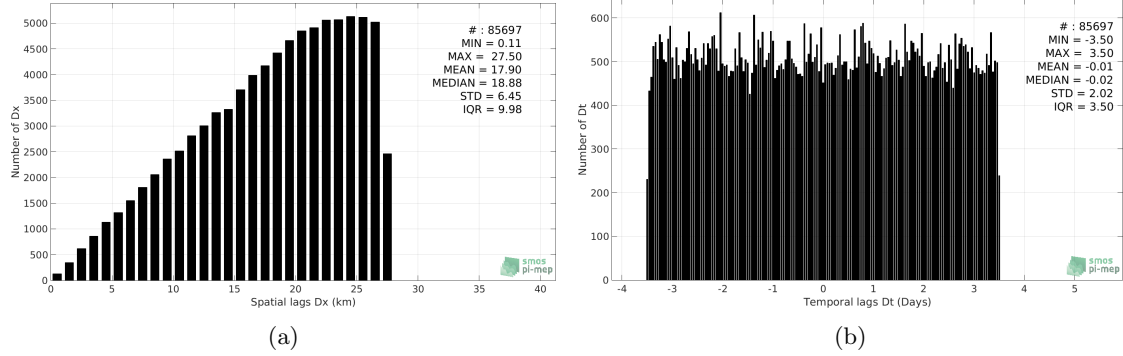 5000
4500
4000
3500
3000
2500
2000
1500
1000
500
0
Number of Dx
# : 85697
MIN = 0.11
MAX = 27.50
MEAN = 17.90
MEDIAN = 18.88
STD = 6.45
IQR = 9.98
smos
pi-mep
0 5 10 15 20 25 30 35 40
Spatial lags Dx (km)
(a)
600
500
400
300
200
100
0
Number of Dt
# : 85697
MIN = -3.50
MAX = 3.50
MEAN = -0.01
MEDIAN = -0.02
STD = 2.02
IQR = 3.50
smos
pi-mep
-4 -3 -2 -1 0 1 2 3 4 5
Temporal lags Dt (Days)
(b)